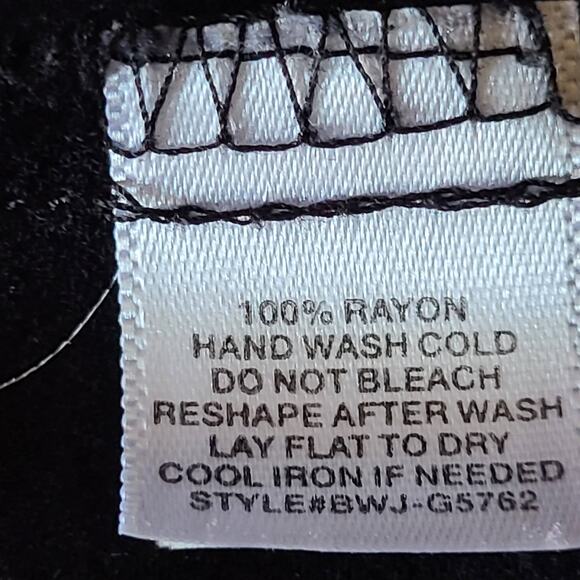 100% RAYON
HAND WASH COLD
DO NOT BLEACH
RESHAPE AFTER WASH
LAY FLAT TO DRY
COOL IRON IF NEEDED
STYLE#BWJ-G5762